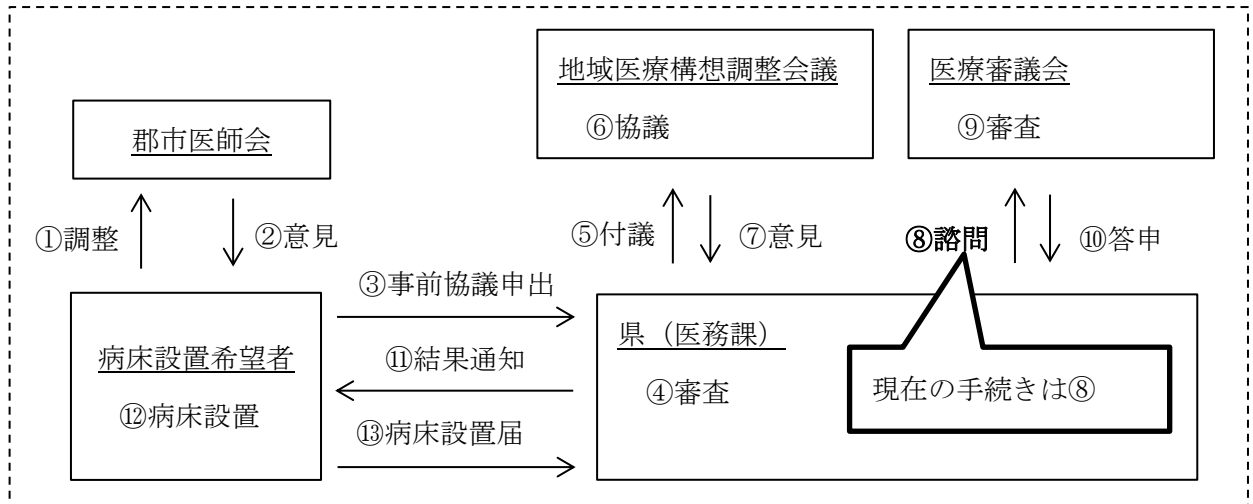 地域医療構想調整会議
⑥協議
医療審議会
⑨審査
郡市医師会
①調整
②意見
⑤付議
⑦意見
⑧諮問
⑩答申
③事前協議申出
病床設置希望者
⑫病床設置
⑪結果通知
⑬病床設置届
県（医務課）
④審査
現在の手続きは⑧